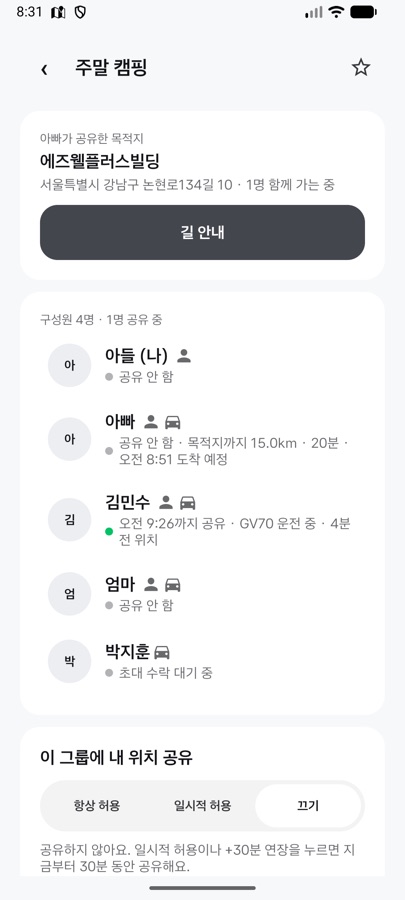 8:31
주말 캠핑
아빠가 공유한 목적지
에즈웰플러스빌딩
서울특별시 강남구 논현로134길 10 · 1명 함께 가는 중
길 안내
구성원 4명 · 1명 공유 중
아
아들 (나)
공유 안 함
아
아빠
공유 안 함 · 목적지까지 15.0km · 20분 ·
오전 8:51 도착 예정
김
김민수
오전 9:26까지 공유 · GV70 운전 중 · 4분
전 위치
엄
엄마
공유 안 함
박
박지훈
초대 수락 대기 중
이 그룹에 내 위치 공유
항상 허용
일시적 허용
끄기
공유하지 않아요. 일시적 허용이나 +30분 연장을 누르면 지
금부터 30분 동안 공유해요.